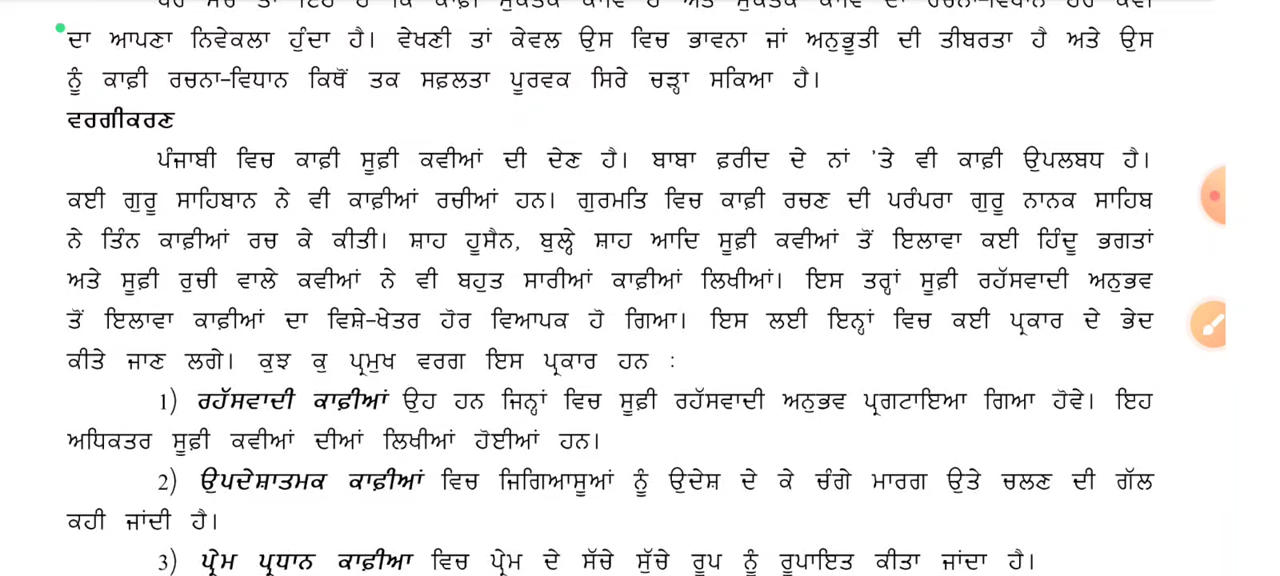 ਦਾ ਆਪਣਾ ਨਿਵੇਕਲਾ ਹੁੰਦਾ ਹੈ। ਵੇਖਣੀ ਤਾਂ ਕੇਵਲ ਉਸ ਵਿਚ ਭਾਵਨਾ ਜਾਂ ਅਨੁਭੂਤੀ ਦੀ ਤੀਬਰਤਾ ਹੈ ਅਤੇ ਉਸ
ਨੂੰ ਕਾਫ਼ੀ ਰਚਨਾ-ਵਿਧਾਨ ਕਿਥੋਂ ਤਕ ਸਫ਼ਲਤਾ ਪੂਰਵਕ ਸਿਰੇ ਚੜ੍ਹਾ ਸਕਿਆ ਹੈ।
ਵਰਗੀਕਰਣ
ਪੰਜਾਬੀ ਵਿਚ ਕਾਫ਼ੀ ਸੂਫ਼ੀ ਕਵੀਆਂ ਦੀ ਦੇਣ ਹੈ। ਬਾਬਾ ਫ਼ਰੀਦ ਦੇ ਨਾਂ 'ਤੇ ਵੀ ਕਾਫ਼ੀ ਉਪਲਬਧ ਹੈ।
ਕਈ ਗੁਰੂ ਸਾਹਿਬਾਨ ਨੇ ਵੀ ਕਾਫ਼ੀਆਂ ਰਚੀਆਂ ਹਨ। ਗੁਰਮਤਿ ਵਿਚ ਕਾਫ਼ੀ ਰਚਣ ਦੀ ਪਰੰਪਰਾ ਗੁਰੂ ਨਾਨਕ ਸਾਹਿਬ
ਨੇ ਤਿੰਨ ਕਾਫ਼ੀਆਂ ਰਚ ਕੇ ਕੀਤੀ। ਸ਼ਾਹ ਹੂਸੈਨ, ਬੁਲ੍ਹੇ ਸ਼ਾਹ ਆਦਿ ਸੂਫ਼ੀ ਕਵੀਆਂ ਤੋਂ ਇਲਾਵਾ ਕਈ ਹਿੰਦੂ ਭਗਤਾਂ
ਅਤੇ ਸੂਫ਼ੀ ਰੁਚੀ ਵਾਲੇ ਕਵੀਆਂ ਨੇ ਵੀ ਬਹੁਤ ਸਾਰੀਆਂ ਕਾਫ਼ੀਆਂ ਲਿਖੀਆਂ। ਇਸ ਤਰ੍ਹਾਂ ਸੂਫ਼ੀ ਰਹੱਸਵਾਦੀ ਅਨੁਭਵ
ਤੋਂ ਇਲਾਵਾ ਕਾਫ਼ੀਆਂ ਦਾ ਵਿਸ਼ੇ-ਖੇਤਰ ਹੋਰ ਵਿਆਪਕ ਹੋ ਗਿਆ। ਇਸ ਲਈ ਇਨ੍ਹਾਂ ਵਿਚ ਕਈ ਪ੍ਰਕਾਰ ਦੇ ਭੇਦ
ਕੀਤੇ ਜਾਣ ਲਗੇ। ਕੁਝ ਕੁ ਪ੍ਰਮੁਖ ਵਰਗ ਇਸ ਪ੍ਰਕਾਰ ਹਨ :
1) ਰਹੱਸਵਾਦੀ ਕਾਫ਼ੀਆਂ ਉਹ ਹਨ ਜਿਨ੍ਹਾਂ ਵਿਚ ਸੂਫ਼ੀ ਰਹੱਸਵਾਦੀ ਅਨੁਭਵ ਪ੍ਰਗਟਾਇਆ ਗਿਆ ਹੋਵੇ। ਇਹ
ਅਧਿਕਤਰ ਸੂਫ਼ੀ ਕਵੀਆਂ ਦੀਆਂ ਲਿਖੀਆਂ ਹੋਈਆਂ ਹਨ।
2) ਉਪਦੇਸ਼ਾਤਮਕ ਕਾਫ਼ੀਆਂ ਵਿਚ ਜਿਗਿਆਸੂਆਂ ਨੂੰ ਉਦੇਸ਼ ਦੇ ਕੇ ਚੰਗੇ ਮਾਰਗ ਉਤੇ ਚਲਣ ਦੀ ਗੱਲ
ਕਹੀ ਜਾਂਦੀ ਹੈ।
3) ਪ੍ਰੇਮ ਪ੍ਰਧਾਨ ਕਾਫ਼ੀਆ ਵਿਚ ਪ੍ਰੇਮ ਦੇ ਸੱਚੇ ਸੁੱਚੇ ਰੂਪ ਨੂੰ ਰੂਪਾਇਤ ਕੀਤਾ ਜਾਂਦਾ ਹੈ।